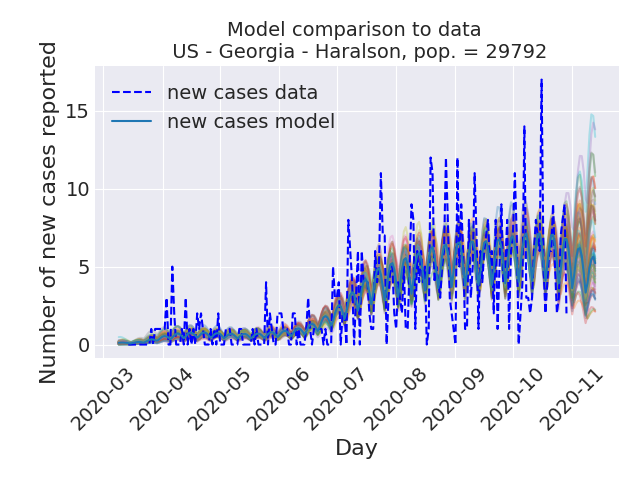 Model comparison to data
US - Georgia - Haralson, pop. = 29792
Number of new cases reported
new cases data
new cases model
15
10
5
0
2020-03
2020-04
2020-05
2020-06
2020-07
2020-08
2020-09
2020-10
2020-11
Day